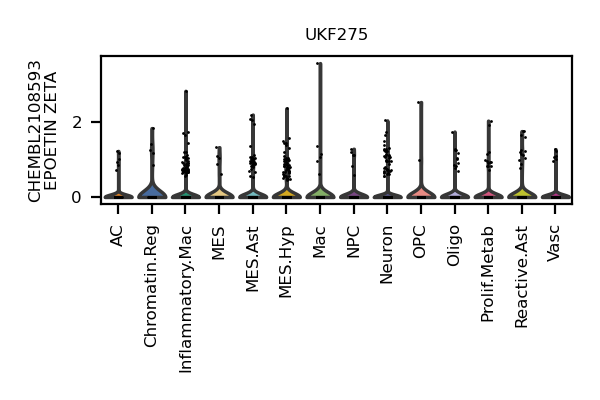 UKF275
CHEMBL2108593
EPOETIN ZETA
2
0
AC
Chromatin.Reg
Inflammatory.Mac
MES
MES.Ast
MES.Hyp
Mac
NPC
Neuron
OPC
Oligo
Prolif.Metab
Reactive.Ast
Vasc